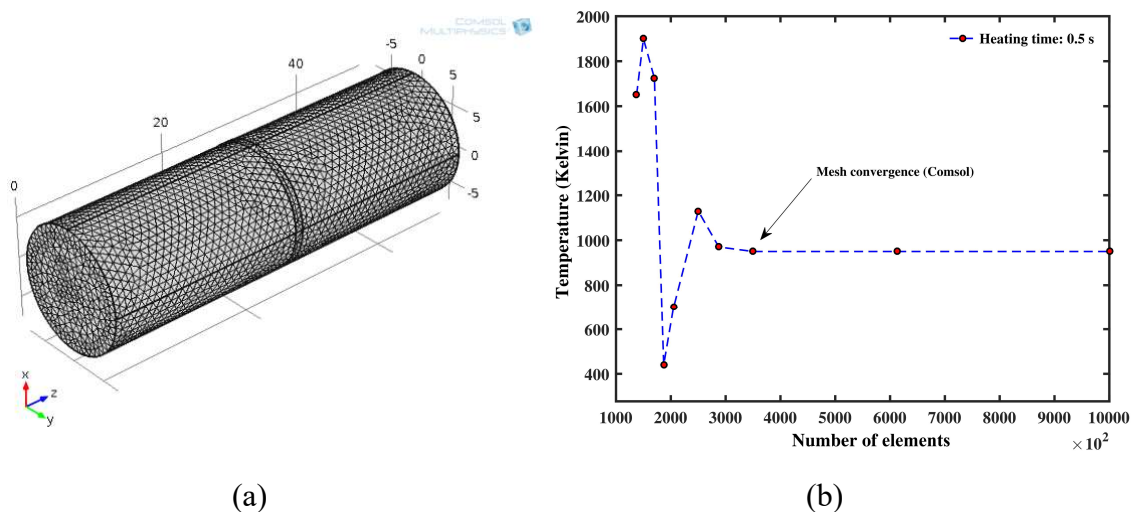 COMSOL
MULTIPHYSICS
-5
0
5
40
5
20
0
-5
0
x
z
y
(a)
2000
1800
1600
1400
1200
1000
800
600
400
Temperature (Kelvin)
Heating time: 0.5 s
Mesh convergence (Comsol)
1000 2000 3000 4000 5000 6000 7000 8000 9000 10000
Number of elements
×10²
(b)